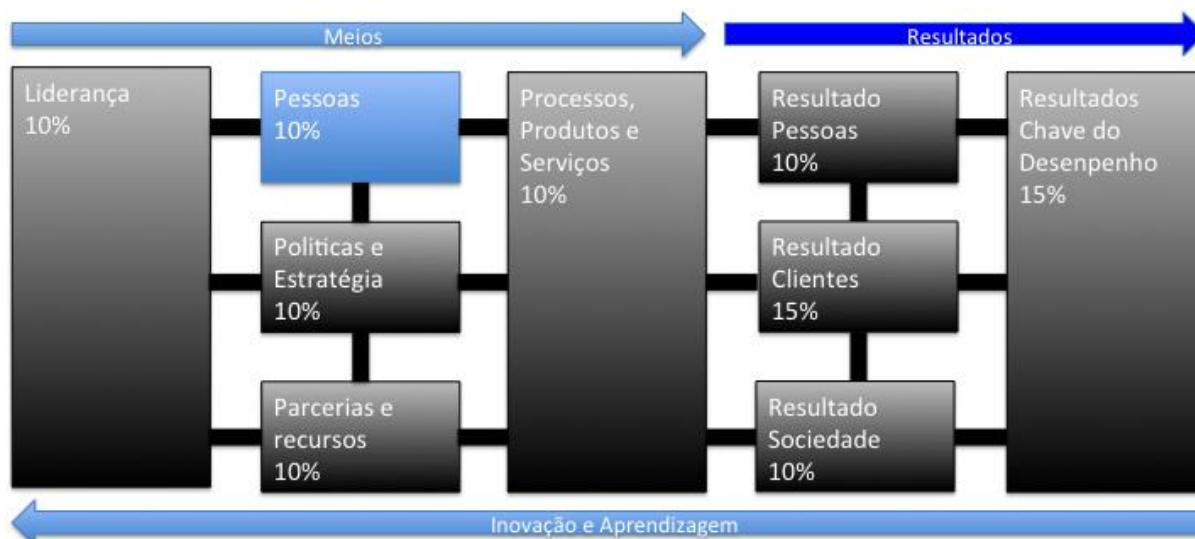 Meios
Resultados
Liderança
10%
Pessoas
10%
Processos,
Produtos e
Serviços
10%
Resultado
Pessoas
10%
Resultados
Chave do
Desenpenho
15%
Politicas e
Estratégia
10%
Resultado
Clientes
15%
Parcerias e
recursos
10%
Resultado
Sociedade
10%
Inovação e Aprendizagem